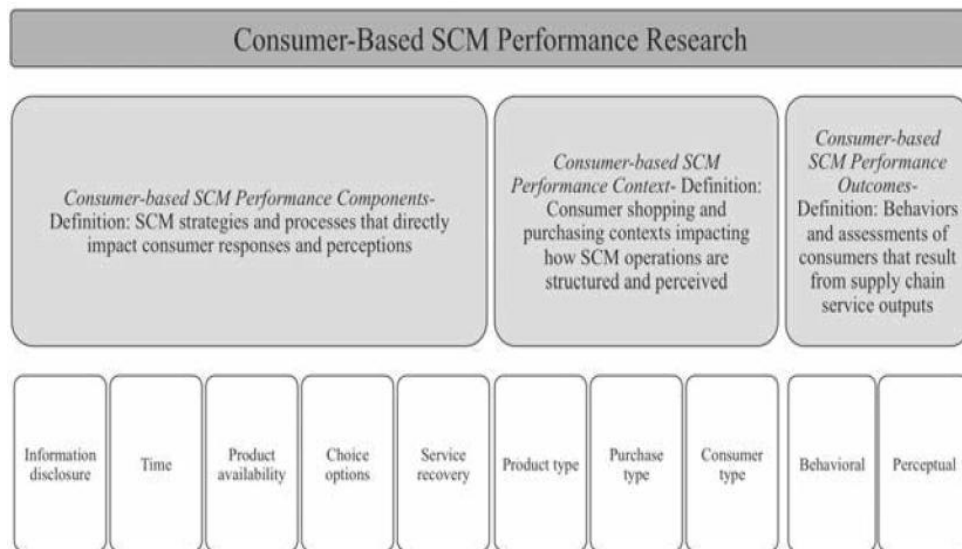 Consumer-Based SCM Performance Research
Consumer-based SCM Performance Components-
Definition: SCM strategies and processes that directly
impact consumer responses and perceptions
Consumer-based SCM
Performance Context- Definition:
Consumer shopping and
purchasing contexts impacting
how SCM operations are
structured and perceived
Consumer-based
SCM Performance
Outcomes-
Definition: Behaviors
and assessments of
consumers that result
from supply chain
service outputs
Information
disclosure
Time
Product
availability
Choice
options
Service
recovery
Product type
Purchase
type
Consumer
type
Behavioral
Perceptual